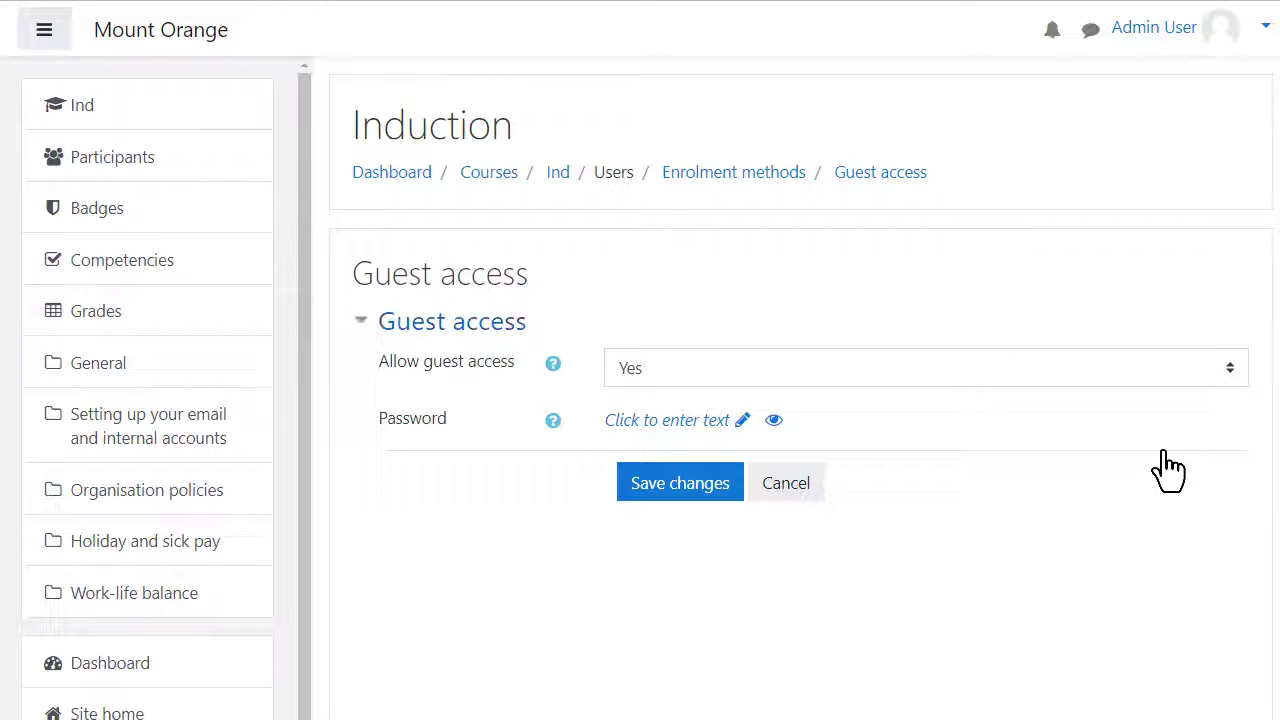 Mount Orange
Admin User
Ind
Participants
Badges
Competencies
Grades
General
Setting up your email
and internal accounts
Organisation policies
Holiday and sick pay
Work-life balance
Dashboard
Site home
Induction
Dashboard / Courses / Ind / Users / Enrolment methods / Guest access
Guest access
Guest access
Allow guest access ? Yes
Password ? Click to enter text
Save changes Cancel